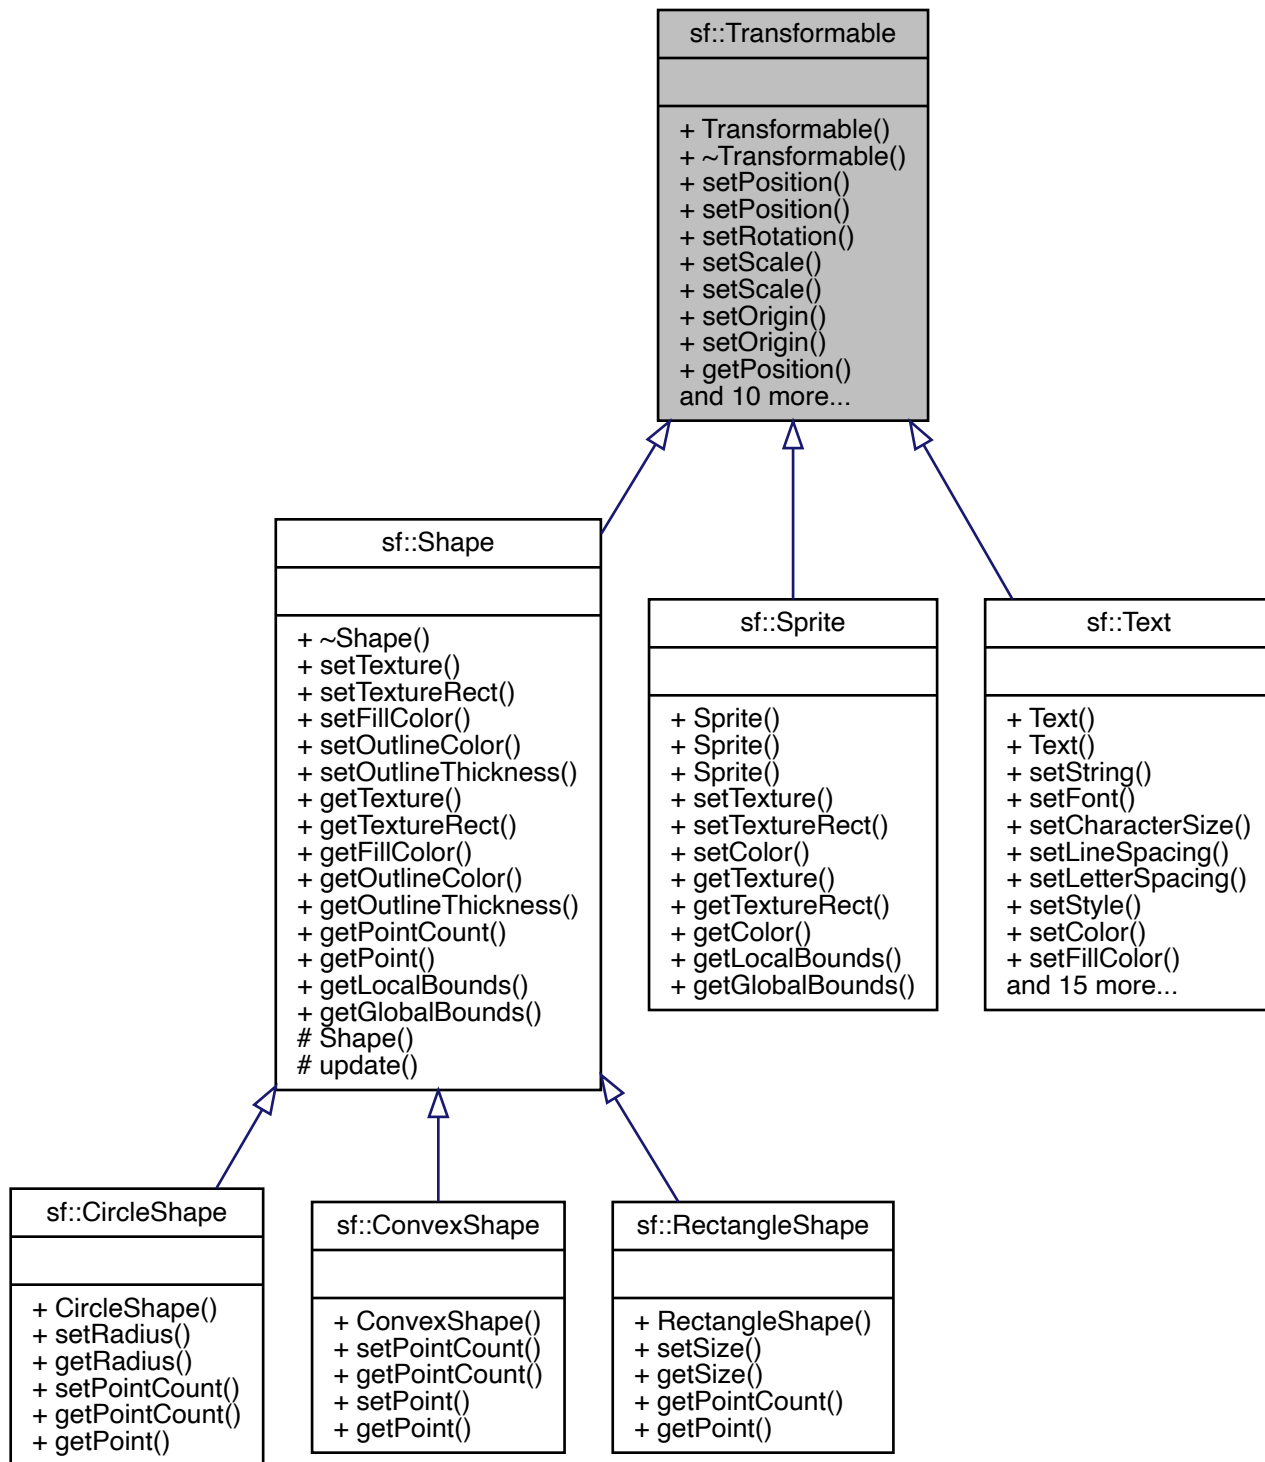 sf::Transformable
+ Transformable()
+ ~Transformable()
+ setPosition()
+ setPosition()
+ setRotation()
+ setScale()
+ setScale()
+ setOrigin()
+ setOrigin()
+ getPosition()
and 10 more...
sf::Shape
+ ~Shape()
+ setTexture()
+ setTextureRect()
+ setFillColor()
+ setOutlineColor()
+ setOutlineThickness()
+ getTexture()
+ getTextureRect()
+ getFillColor()
+ getOutlineColor()
+ getOutlineThickness()
+ getPointCount()
+ getPoint()
+ getLocalBounds()
+ getGlobalBounds()
# Shape()
# update()
sf::Sprite
+ Sprite()
+ Sprite()
+ Sprite()
+ setTexture()
+ setTextureRect()
+ setColor()
+ getTexture()
+ getTextureRect()
+ getColor()
+ getLocalBounds()
+ getGlobalBounds()
sf::Text
+ Text()
+ Text()
+ setString()
+ setFont()
+ setCharacterSize()
+ setLineSpacing()
+ setLetterSpacing()
+ setStyle()
+ setColor()
+ setFillColor()
and 15 more...
sf::CircleShape
+ CircleShape()
+ setRadius()
+ getRadius()
+ setPointCount()
+ getPointCount()
+ getPoint()
sf::ConvexShape
+ ConvexShape()
+ setPointCount()
+ getPointCount()
+ setPoint()
+ getPoint()
sf::RectangleShape
+ RectangleShape()
+ setSize()
+ getSize()
+ getPointCount()
+ getPoint()